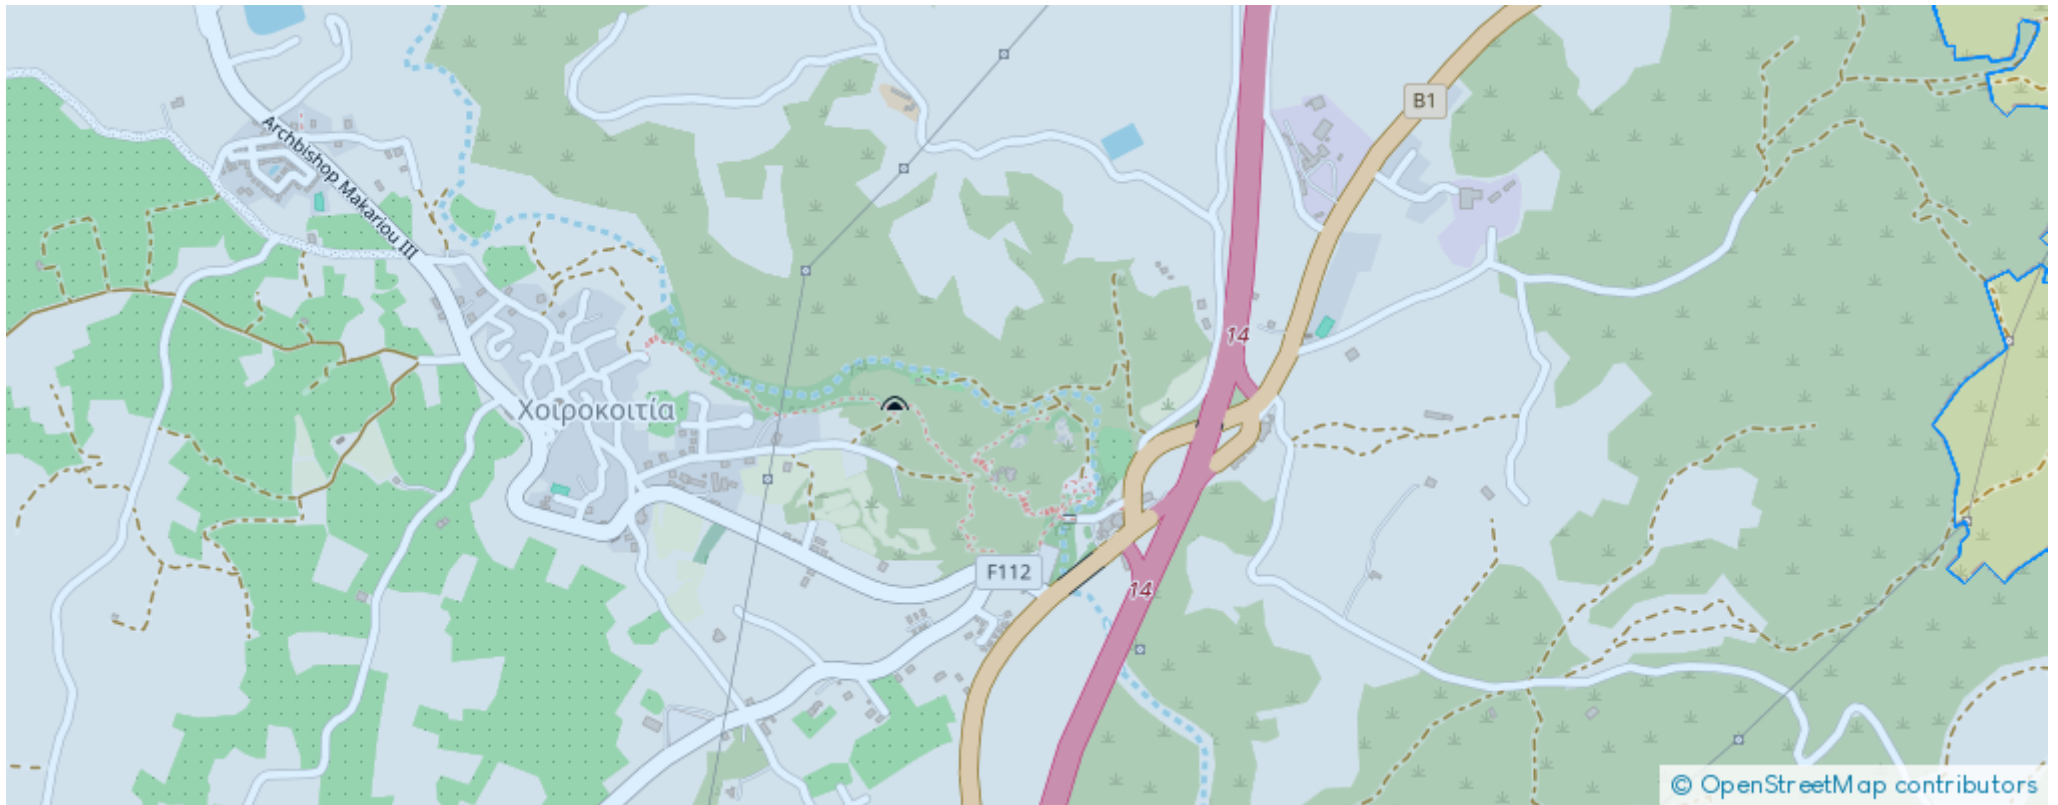 B1
Archbishop Makariou III
14
Χοιροκοιτία
F112
14
© OpenStreetMap contributors